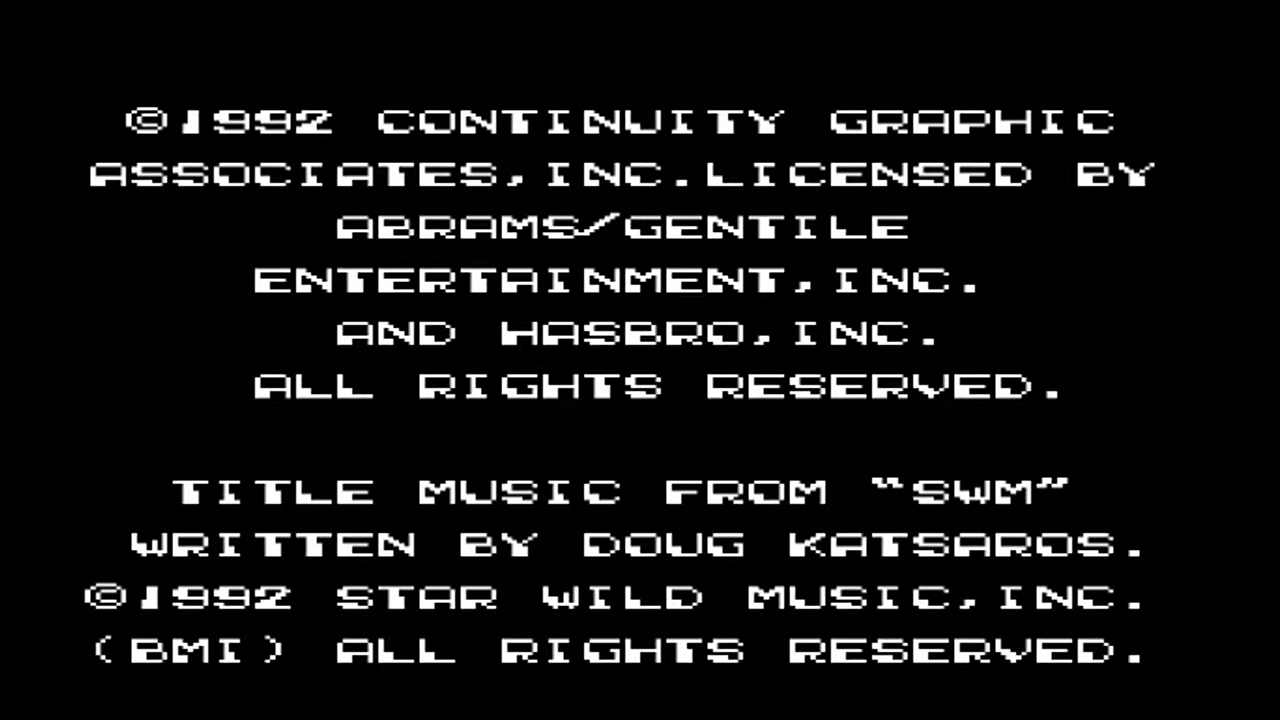 ©1992 CONTINUITY GRAPHIC
ASSOCIATES,INC.LICENSED BY
ABRAMS/GENTILE
ENTERTAINMENT,INC.
AND HASBRO,INC.
ALL RIGHTS RESERVED.
TITLE MUSIC FROM "SWM"
WRITTEN BY DOUG KATSAROS.
©1992 STAR WILD MUSIC,INC.
(BMI) ALL RIGHTS RESERVED.